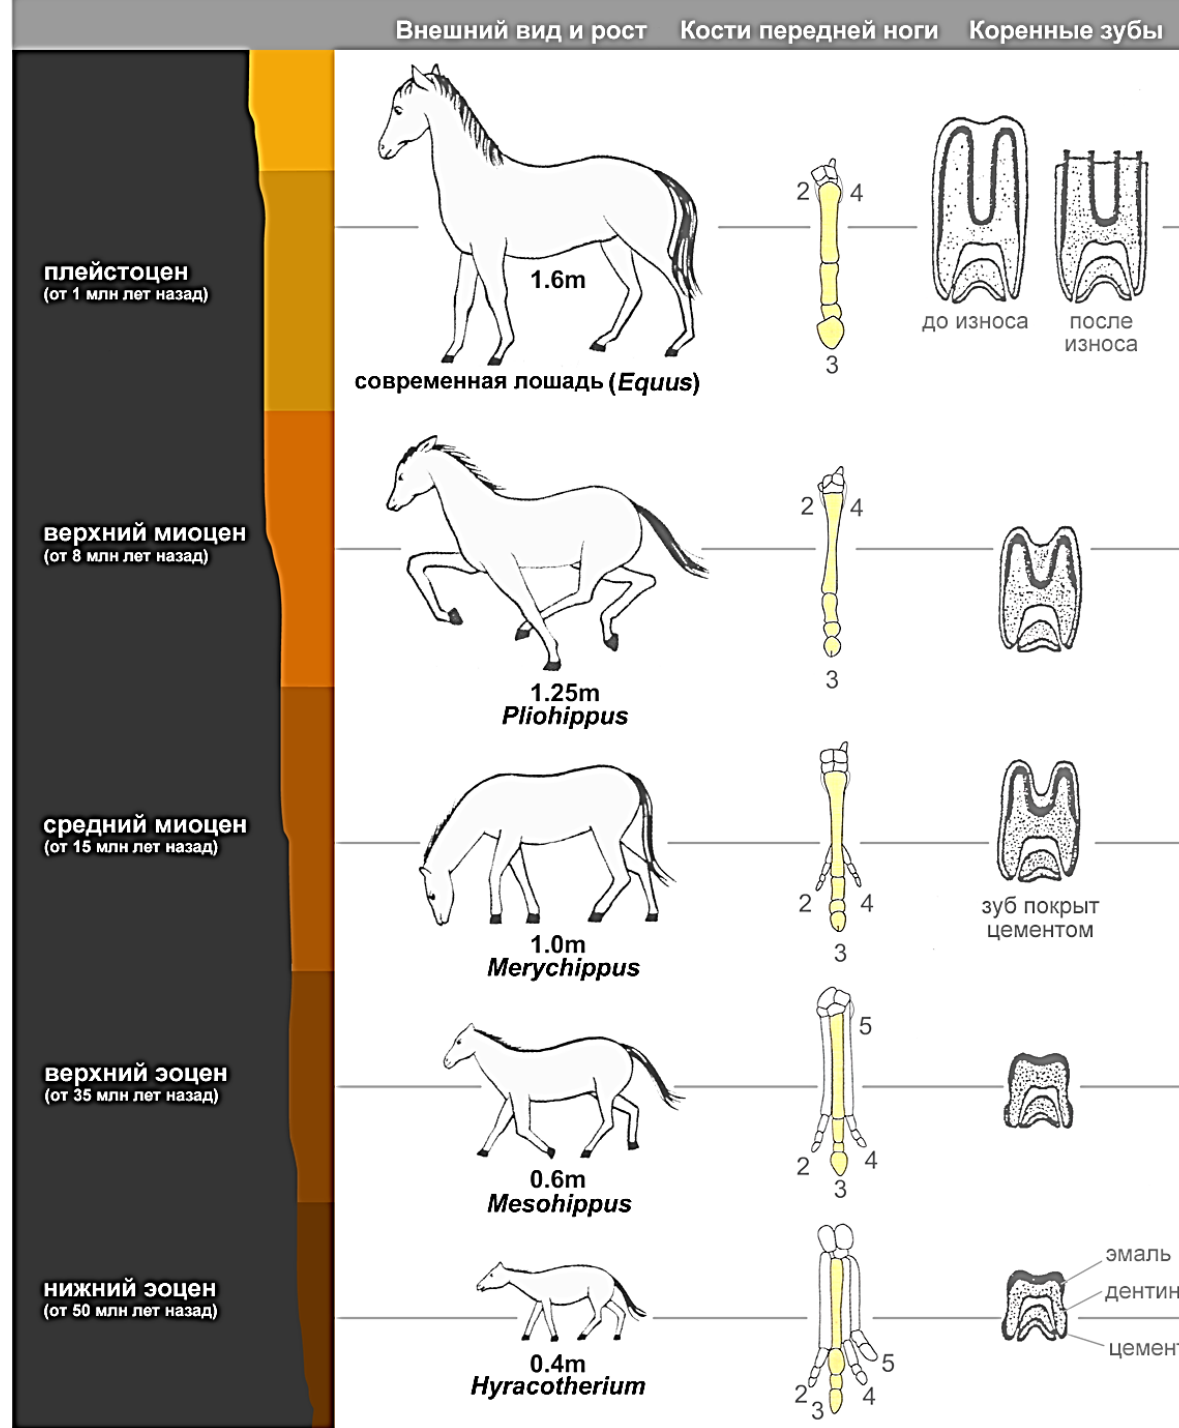 Внешний вид и рост Кости передней ноги Коренные зубы
2 4
плейстоцен
(от 1 млн лет назад)
1.6m
до износа
после
износа
3
современная лошадь (Equus)
2 4
верхний миоцен
(от 8 млн лет назад)
3
1.25m
Pliohippus
средний миоцен
(от 15 млн лет назад)
2 4
зуб покрыт
цементом
1.0m
3
Merychippus
5
верхний эоцен
(от 35 млн лет назад)
2 4
0.6m
3
Mesohippus
эмаль
нижний эоцен
(от 50 млн лет назад)
дентин
цемент
0.4m
5
Hyracotherium
2 4
3